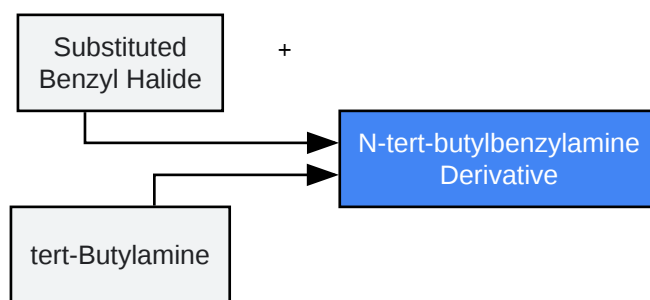 Substituted
Benzyl Halide
+
N-tert-butylbenzylamine
Derivative
tert-Butylamine